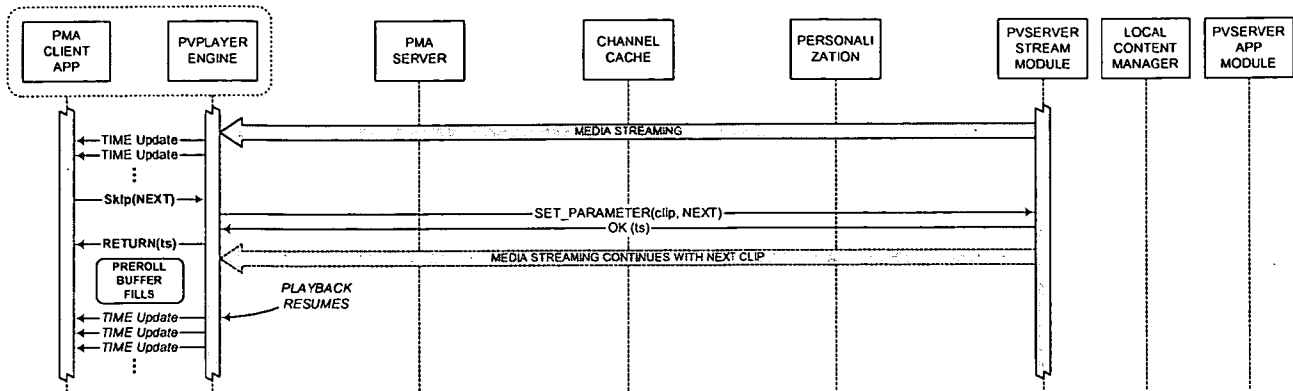 PMA
CLIENT
APP
PVPLAYER
ENGINE
PMA
SERVER
CHANNEL
CACHE
PERSONALI
ZATION
PVSERVER
STREAM
MODULE
LOCAL
CONTENT
MANAGER
PVSERVER
APP
MODULE
MEDIA STREAMING
TIME Update
TIME Update
Skip(NEXT)
SET_PARAMETER(clip, NEXT)
OK (ts)
RETURN(ts)
MEDIA STREAMING CONTINUES WITH NEXT CLIP
PREROLL
BUFFER
FILLS
PLAYBACK
RESUMES
TIME Update
TIME Update
TIME Update